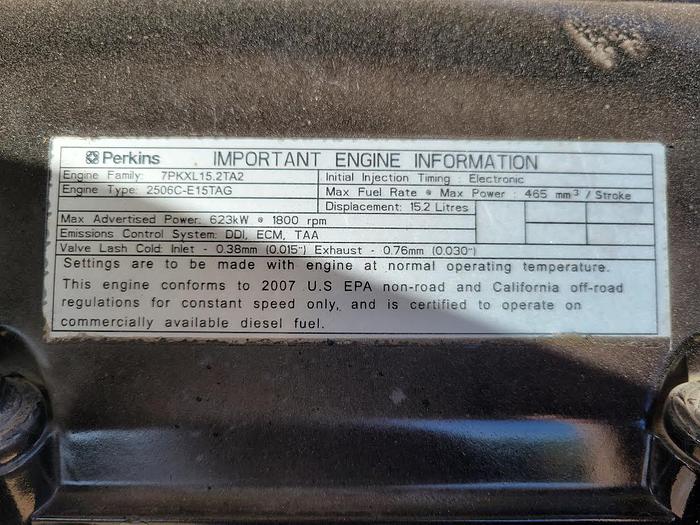 Perkins IMPORTANT ENGINE INFORMATION
Engine Family: 7PKXL15.2TA2 Initial Injection Timing : Electronic
Engine Type: 2506C-E15TAG Max Fuel Rate @ Max Power : 465 mm³ / Stroke
Displacement: 15.2 Litres
Max Advertised Power: 623kW @ 1800 rpm
Emissions Control System: DDI, ECM, TAA
Valve Lash Cold: Inlet - 0.38mm (0.015") Exhaust - 0.76mm (0.030")
Settings are to be made with engine at normal operating temperature.
This engine conforms to 2007 U.S EPA non-road and California off-road
regulations for constant speed only, and is certified to operate on
commercially available diesel fuel.